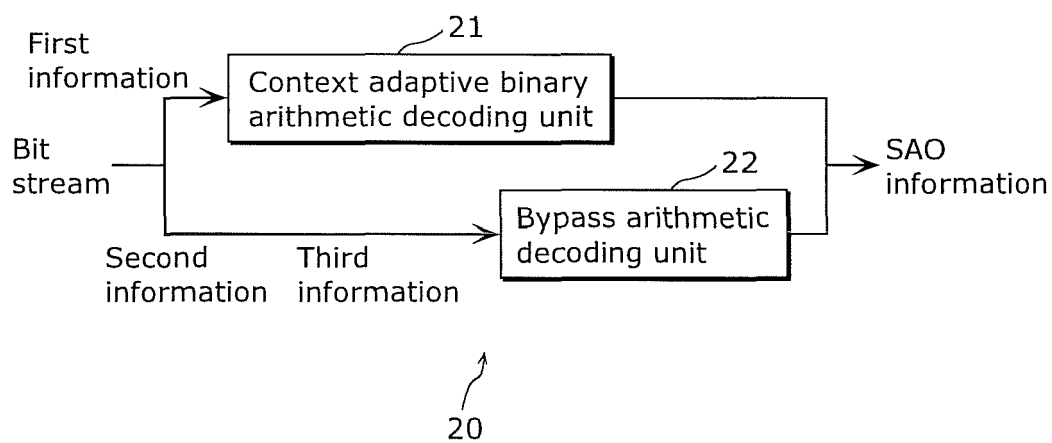 21
First
information
Context adaptive binary
arithmetic decoding unit
Bit
stream
SAO
information
22
Bypass arithmetic
decoding unit
Second
information
Third
information
20